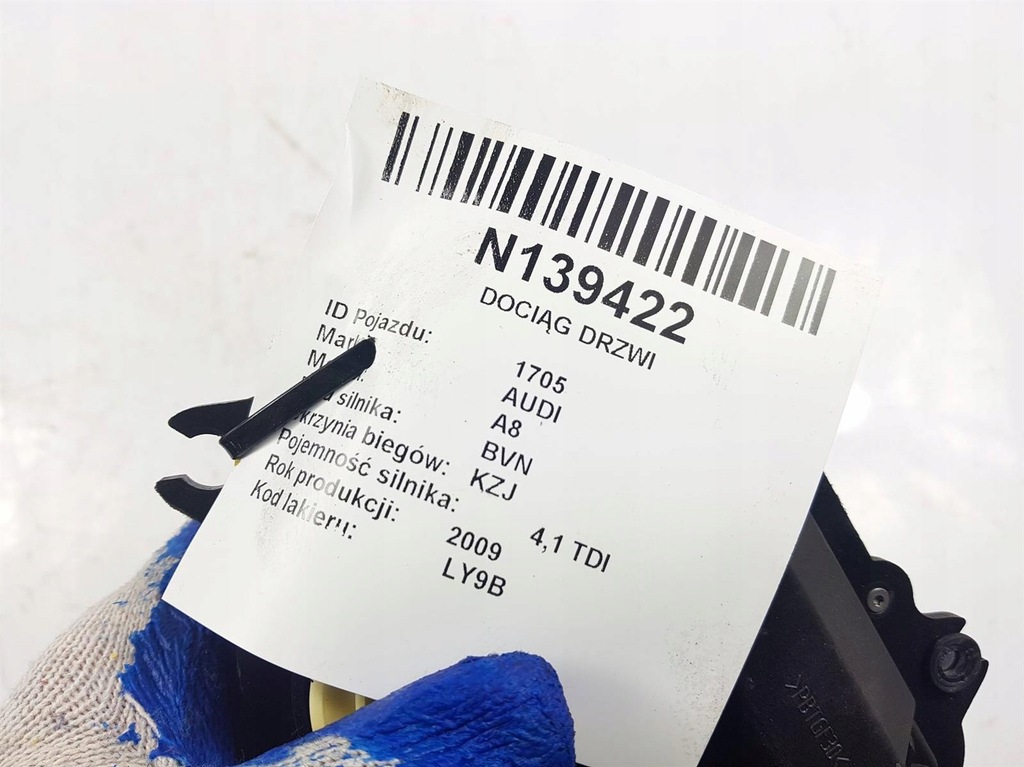 N139422
DOCIĄG DRZWI
ID Pojazdu: 1705
AUDI
A8
silnika: BVN
biegów: KZJ
Pojemność silnika: 4,1 TDI
Rok produkcji: 2009
Kod lakieru: LY9B